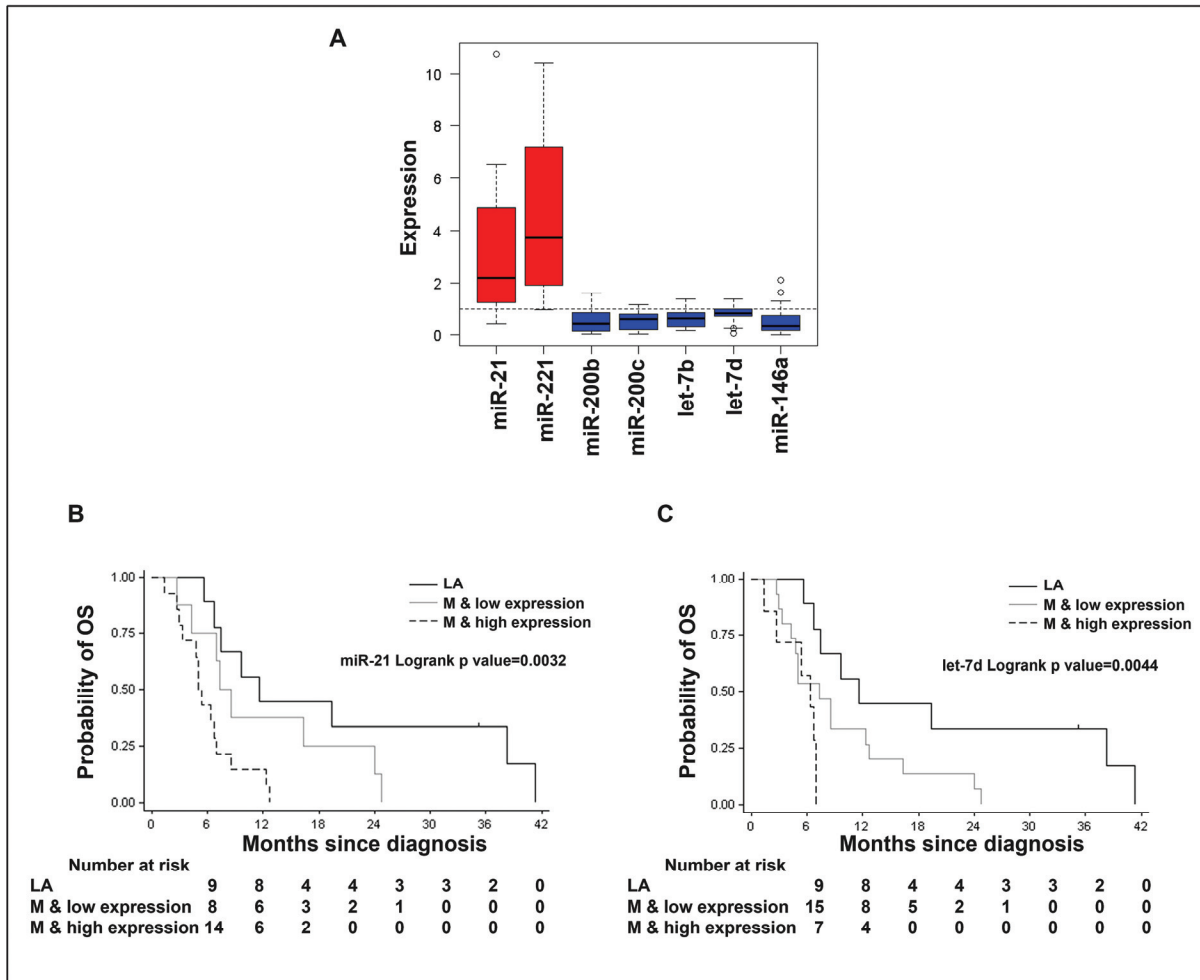 A
Expression
10
8
6
4
2
0
miR-21
miR-221
miR-200b
miR-200c
let-7b
let-7d
miR-146a
B
Probability of OS
1.00
0.75
0.50
0.25
0.00
LA
M & low expression
M & high expression
miR-21 Logrank p value=0.0032
0 6 12 18 24 30 36 42
Months since diagnosis
Number at risk
LA 9 8 4 4 3 3 2 0
M & low expression 8 6 3 2 1 0 0 0
M & high expression 14 6 2 0 0 0 0 0
C
Probability of OS
1.00
0.75
0.50
0.25
0.00
LA
M & low expression
M & high expression
let-7d Logrank p value=0.0044
0 6 12 18 24 30 36 42
Months since diagnosis
Number at risk
LA 9 8 4 4 3 3 2 0
M & low expression 15 8 5 2 1 0 0 0
M & high expression 7 4 0 0 0 0 0 0